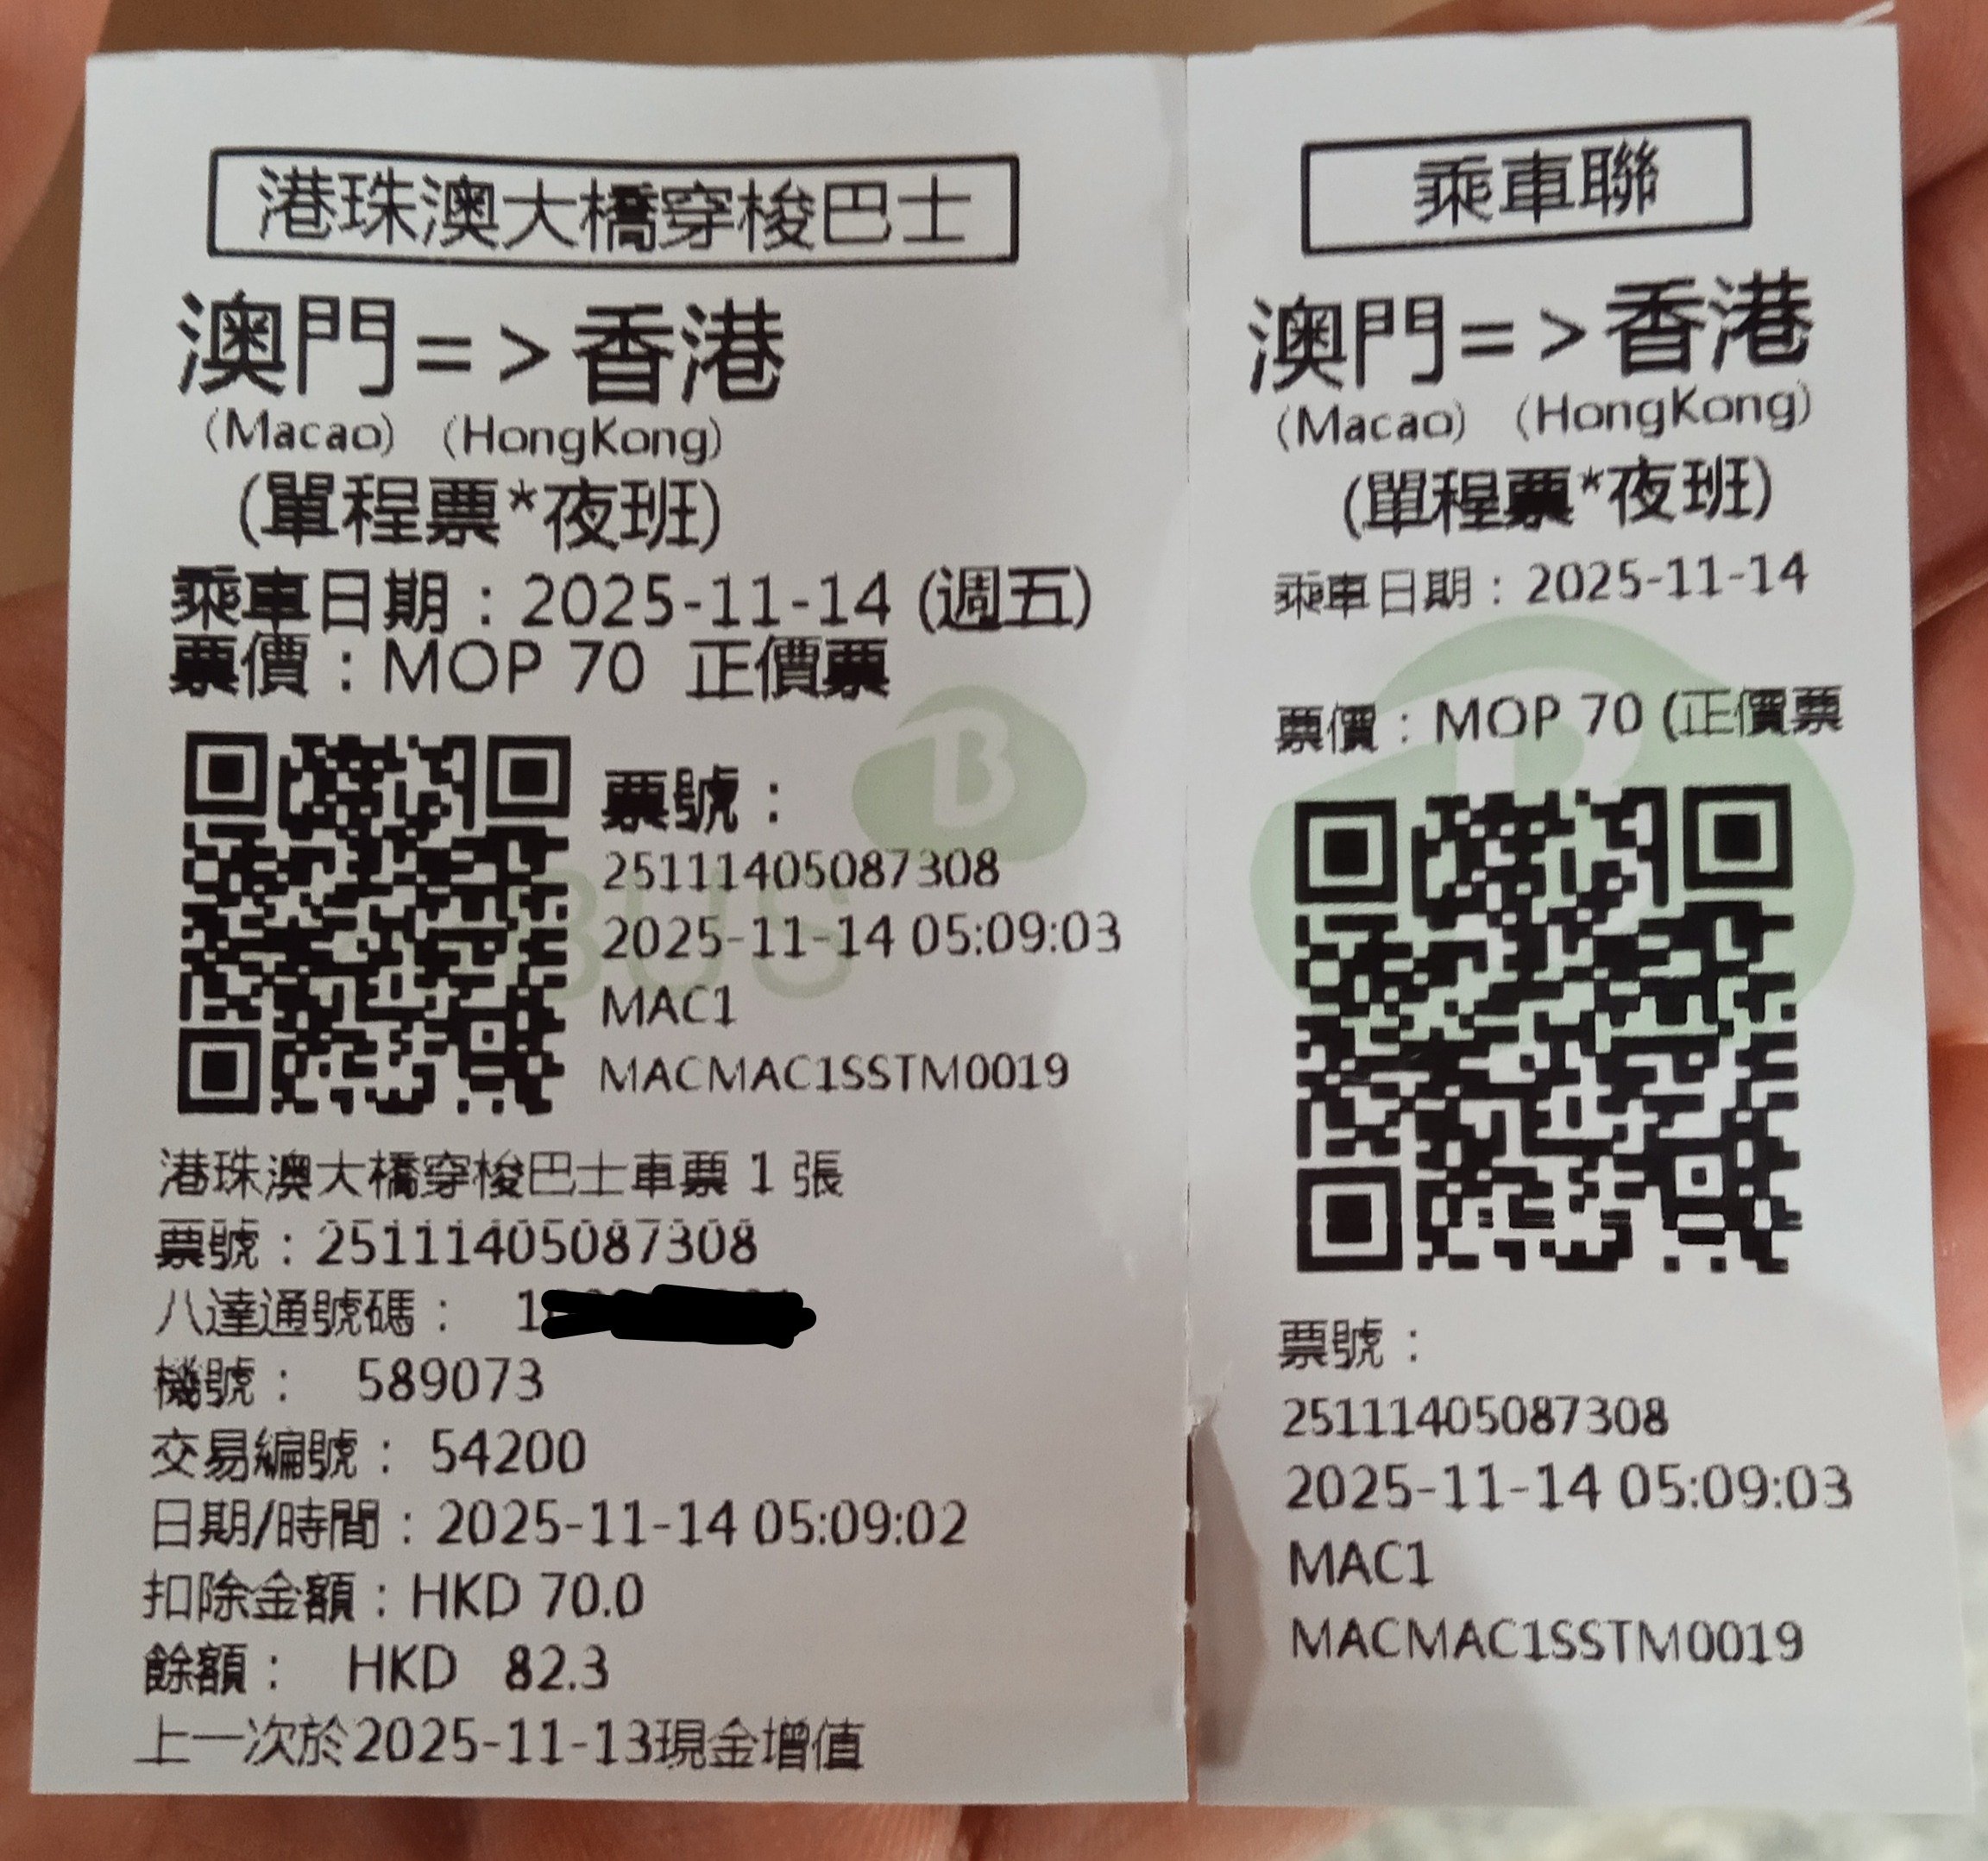 港珠澳大橋穿梭巴士
澳門=>香港
(Macao) (HongKong)
(單程票*夜班)
乘車日期：2025-11-14 (週五)
票價：MOP 70 正價票
B
BUS
票號：
25111405087308
2025-11-14 05:09:03
MAC1
MACMAC1SSTM0019
港珠澳大橋穿梭巴士車票 1 張
票號：25111405087308
八達通號碼： 1
機號： 589073
交易編號： 54200
日期/時間：2025-11-14 05:09:02
扣除金額：HKD 70.0
餘額： HKD 82.3
上一次於2025-11-13現金增值
乘車聯
澳門=>香港
(Macao) (HongKong)
(單程票*夜班)
乘車日期：2025-11-14
票價：MOP 70 (正價票
B
票號：
25111405087308
2025-11-14 05:09:03
MAC1
MACMAC1SSTM0019